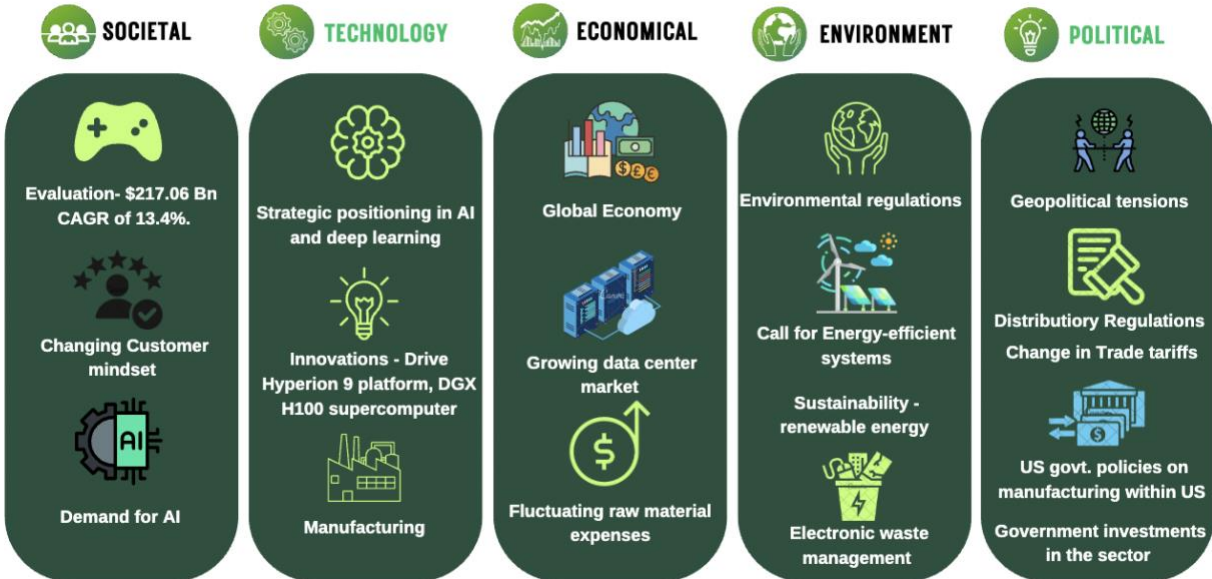 SOCIETAL
TECHNOLOGY
ECONOMICAL
ENVIRONMENT
POLITICAL
Evaluation- $217.06 Bn
CAGR of 13.4%.
Changing Customer
mindset
AI
Demand for AI
Strategic positioning in AI
and deep learning
Innovations - Drive
Hyperion 9 platform, DGX
H100 supercomputer
Manufacturing
Global Economy
Growing data center
market
$
Fluctuating raw material
expenses
Environmental regulations
Call for Energy-efficient
systems
Sustainability -
renewable energy
Electronic waste
management
Geopolitical tensions
Distributiory Regulations
Change in Trade tariffs
$
US govt. policies on
manufacturing within US
Government investments
in the sector